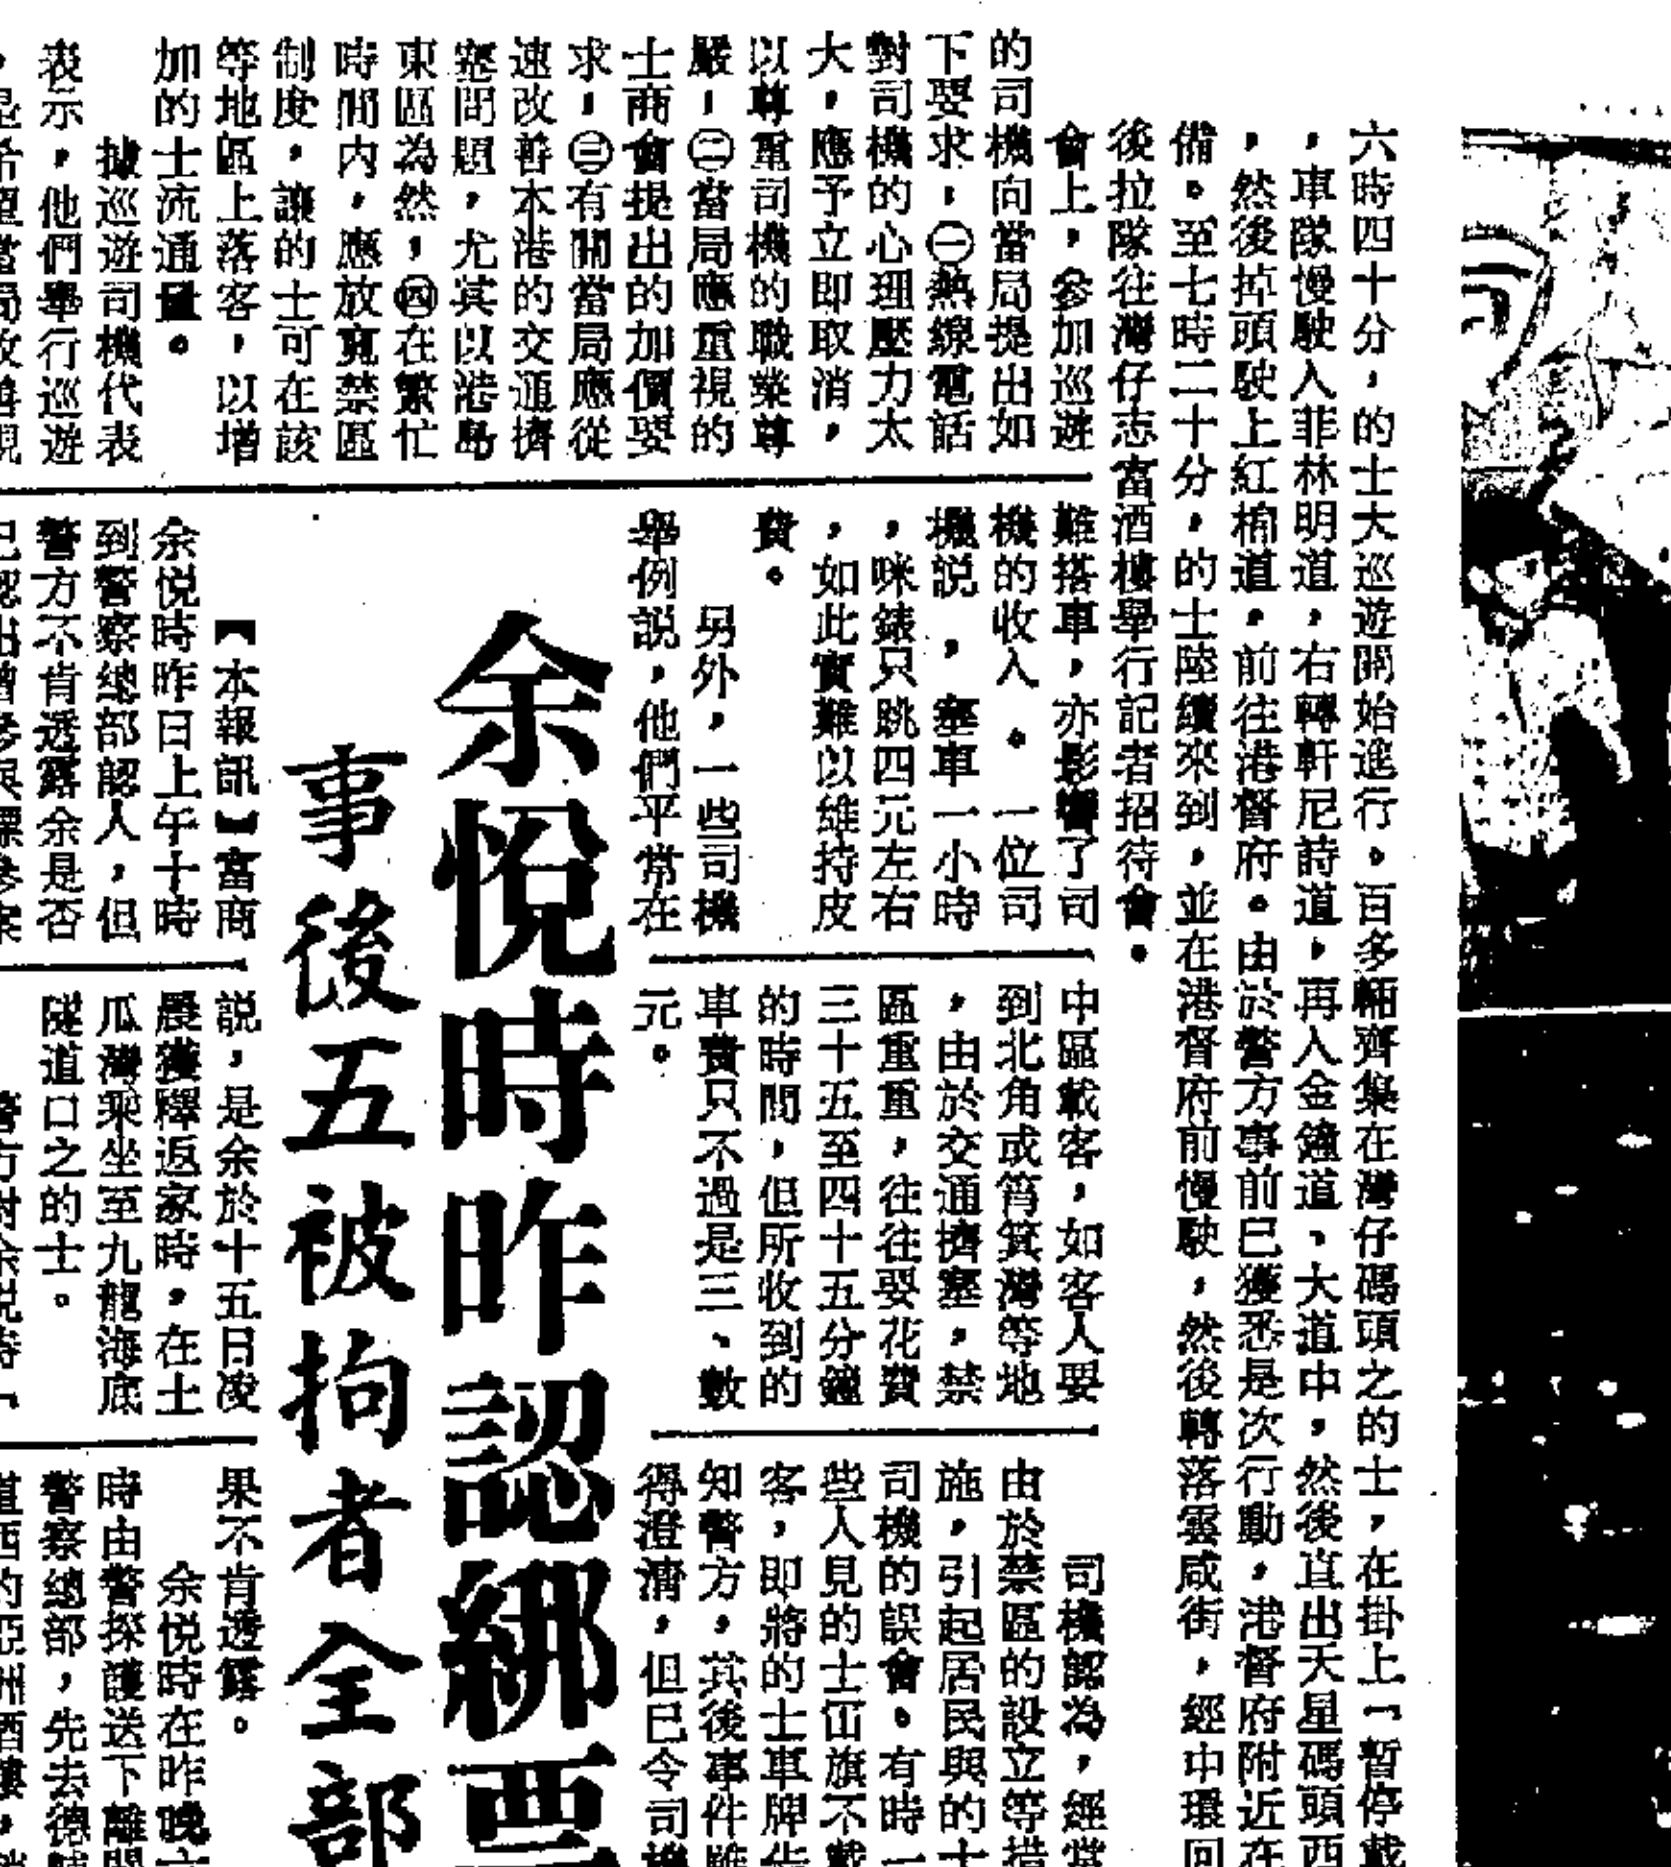 六時四十分，的士大巡遊開始進行。百多輛齊集在灣仔碼頭之的士，在掛上「暫停載
，車隊慢駛入菲林明道，右轉軒尼詩道，再入金鐘道、大道中，然後直出天星碼頭西
，然後掉頭駛上紅棉道，前往港督府。由於警方事前已獲悉是次行動，港督府附近在
備。至七時二十分，的士陸續來到，並在港督府前慢駛，然後轉落雲咸街，經中環回
後拉隊往灣仔志富酒樓舉行記者招待會。
會上，參加巡遊
的司機向當局提出如
下要求，㊀熱線電話
對司機的心理壓力太
大，應予立即取消，
以尊重司機的職業尊
嚴，㊁當局應重視的
士商會提出的加價要
求，㊂有關當局應從
速改善本港的交通擠
塞問題，尤其以港島
東區為然，㊃在繁忙
時間内，應放寬禁區
制度，讓的士可在該
等地區上落客，以增
加的士流通量。
據巡遊司機代表
表示，他們舉行巡遊
難搭車，亦影響了司
機的收入。一位司
機說，塞車一小時
，咪錶只跳四元左右
，如此實難以維持皮
費。
另外，一些司機
舉例説，他們平常在
中區載客，如客人要
到北角或筲箕灣等地
，由於交通擠塞，禁
區重重，往往要花費
三十五至四十五分鐘
的時間，但所收到的
車費只不過是三、數
元。
司機認為，經常
由於禁區的設立等措
施，引起居民與的士
司機的誤會。有時一
些人見的士冚旗不載
客，即將的士車牌告
知警方，其後事件雖
得澄清，但已令司機
余悅時昨認綁票
事後五被拘者全部
【本報訊】富商
余悦時昨日上午十時
到警察總部認人，但
警方不肯透露余是否
説，是余於十五日凌
晨獲釋返家時，在土
瓜灣乘坐至九龍海底
隧道口之的士。
果不肯透露。
余悦時在昨晚
時由警探護送下離開
警察總部，先去德